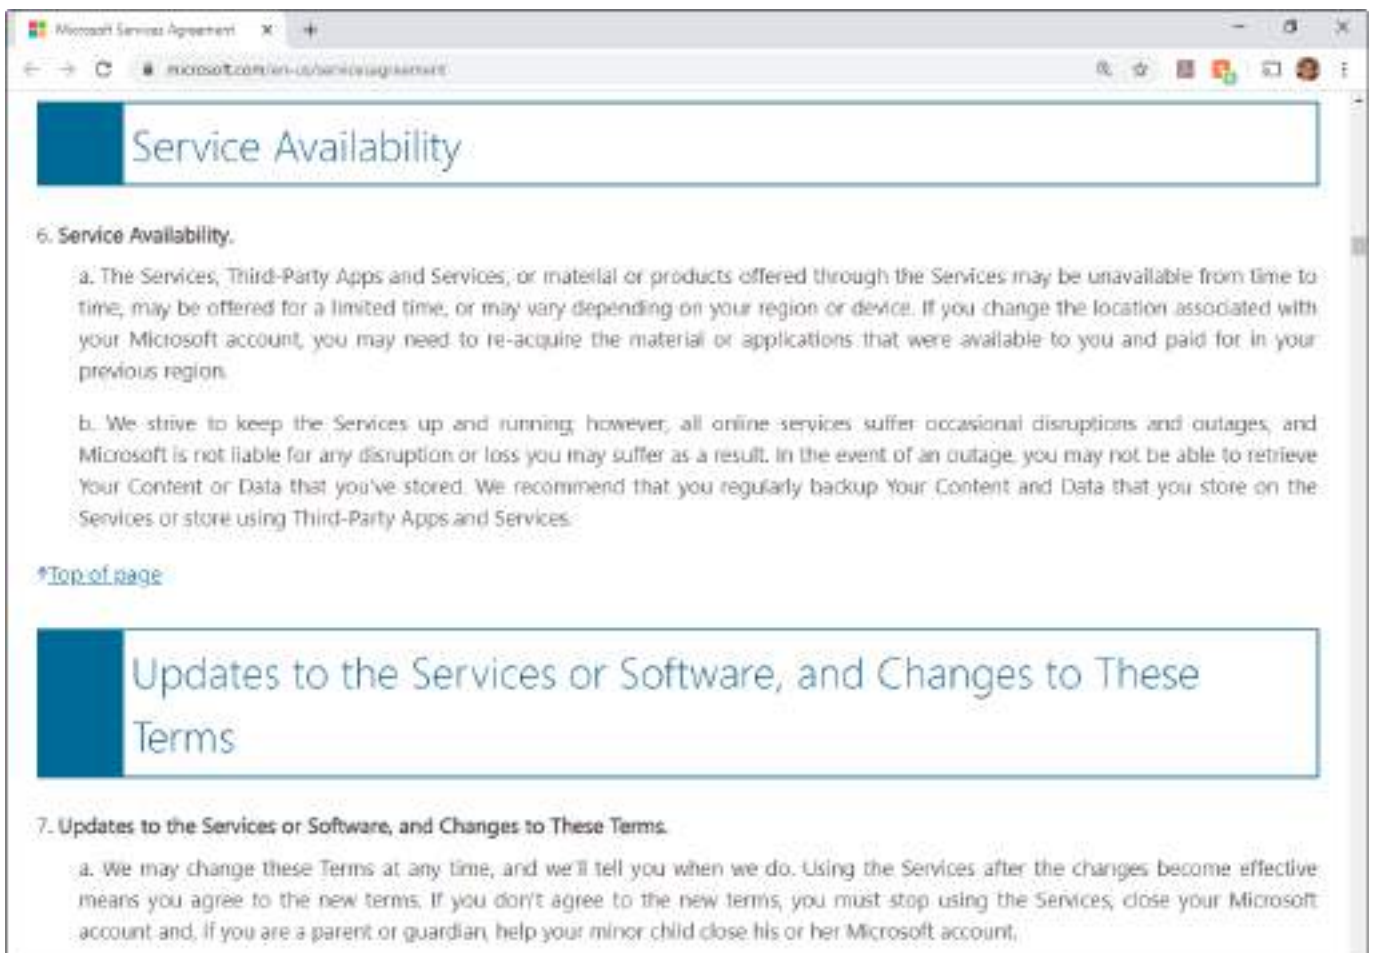 Microsoft Services Agreement
microsoft.com/en-us/servicesagreement
Service Availability
6. Service Availability.
a. The Services, Third-Party Apps and Services, or material or products offered through the Services may be unavailable from time to
time, may be offered for a limited time, or may vary depending on your region or device. If you change the location associated with
your Microsoft account, you may need to re-acquire the material or applications that were available to you and paid for in your
previous region.
b. We strive to keep the Services up and running; however, all online services suffer occasional disruptions and outages, and
Microsoft is not liable for any disruption or loss you may suffer as a result. In the event of an outage, you may not be able to retrieve
Your Content or Data that you've stored. We recommend that you regularly backup Your Content and Data that you store on the
Services or store using Third-Party Apps and Services.
Top of page
Updates to the Services or Software, and Changes to These
Terms
7. Updates to the Services or Software, and Changes to These Terms.
a. We may change these Terms at any time, and we'll tell you when we do. Using the Services after the changes become effective
means you agree to the new terms. If you don't agree to the new terms, you must stop using the Services, close your Microsoft
account and, if you are a parent or guardian, help your minor child close his or her Microsoft account.